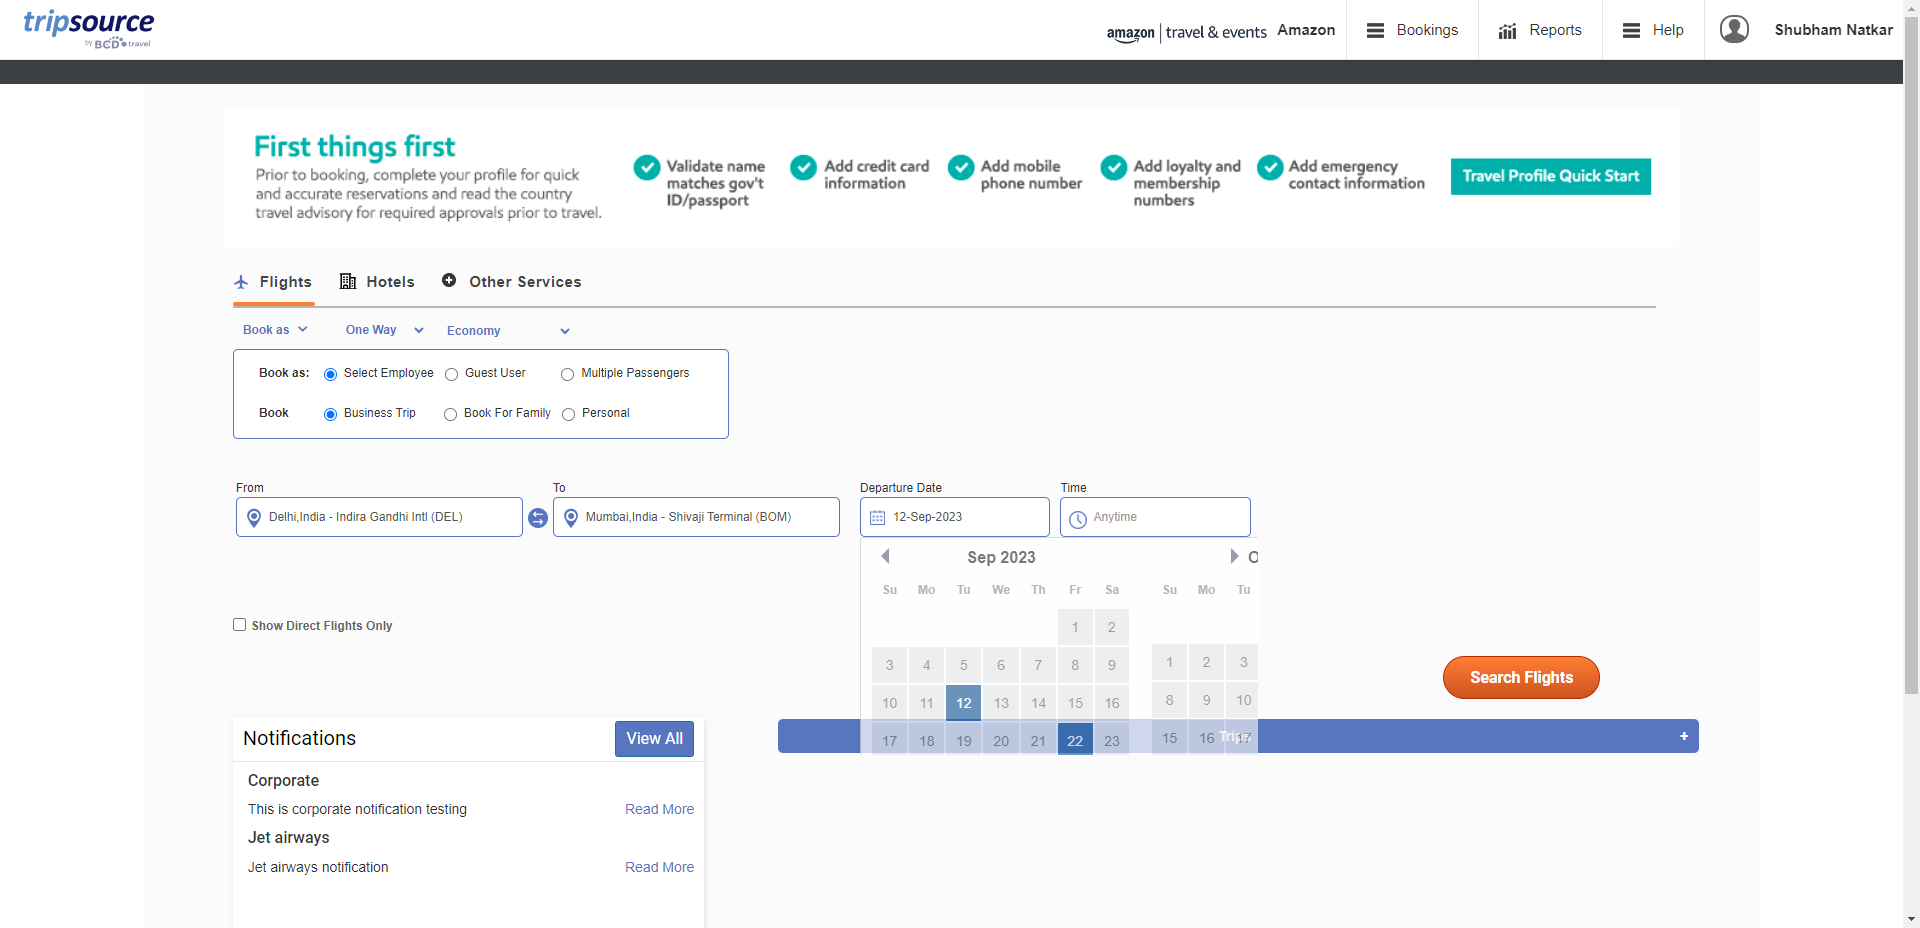 tripsource
by BCD travel
amazon | travel & events Amazon
Bookings
Reports
Help
Shubham Natkar
First things first
Prior to booking, complete your profile for quick
and accurate reservations and read the country
travel advisory for required approvals prior to travel.
Validate name
matches gov't
ID/passport
Add credit card
information
Add mobile
phone number
Add loyalty and
membership
numbers
Add emergency
contact information
Travel Profile Quick Start
Flights
Hotels
Other Services
Book as
One Way
Economy
Book as: Select Employee Guest User Multiple Passengers
Book Business Trip Book For Family Personal
From
To
Departure Date
Time
Delhi,India - Indira Gandhi Intl (DEL)
Mumbai,India - Shivaji Terminal (BOM)
12-Sep-2023
Anytime
Sep 2023
Su Mo Tu We Th Fr Sa
1 2
3 4 5 6 7 8 9
10 11 12 13 14 15 16
17 18 19 20 21 22 23
O
Su Mo Tu
1 2 3
8 9 10
15 16 17
Show Direct Flights Only
Search Flights
Trips
+
Notifications
View All
Corporate
This is corporate notification testing Read More
Jet airways
Jet airways notification Read More